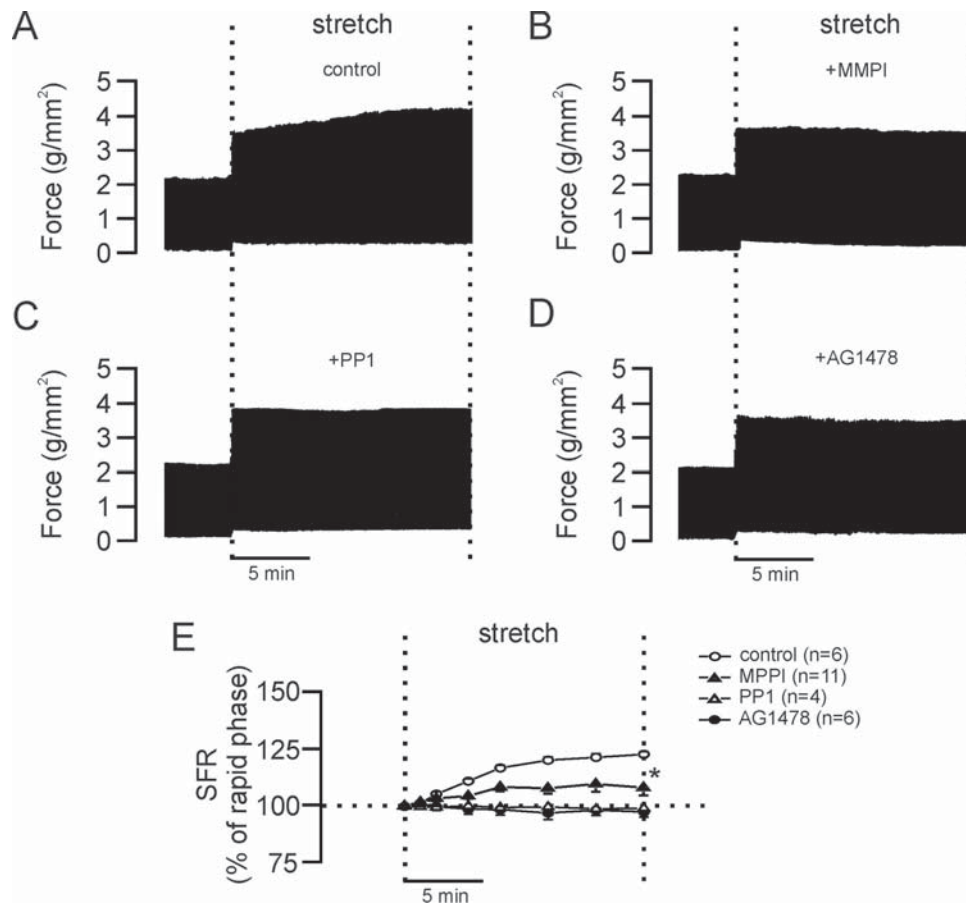 A
stretch
control
Force (g/mm²)
5
4
3
2
1
0
B
stretch
+MMPI
Force (g/mm²)
5
4
3
2
1
0
C
+PP1
Force (g/mm²)
5
4
3
2
1
0
5 min
D
+AG1478
Force (g/mm²)
5
4
3
2
1
0
5 min
E
stretch
SFR
(% of rapid phase)
150
125
100
75
*
5 min
control (n=6)
MPPI (n=11)
PP1 (n=4)
AG1478 (n=6)